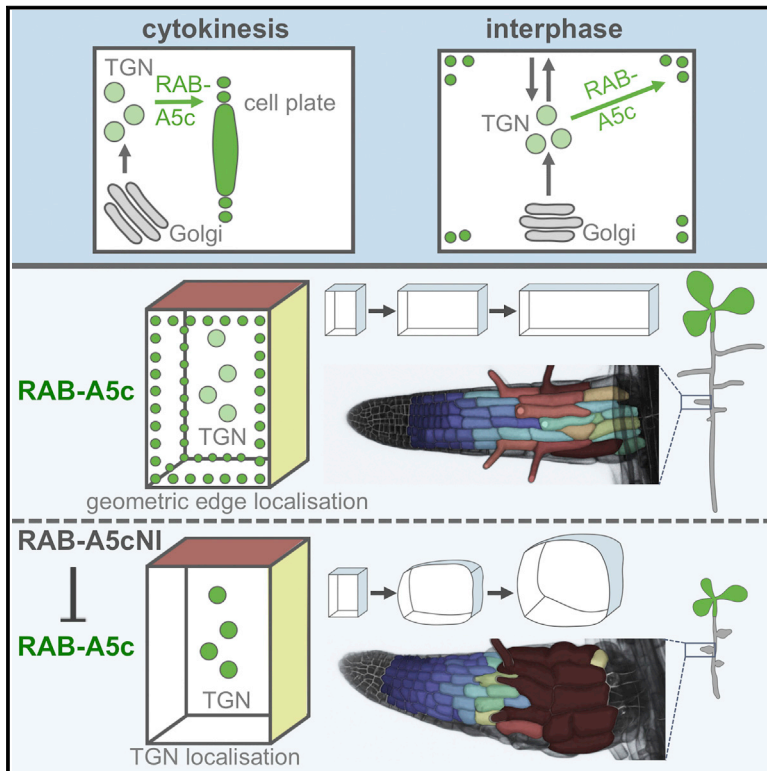 cytokinesis
TGN
RAB-
A5c
cell plate
Golgi
interphase
TGN
RAB-
A5c
Golgi
RAB-A5c
TGN
geometric edge localisation
RAB-A5cNI
RAB-A5c
TGN
TGN localisation